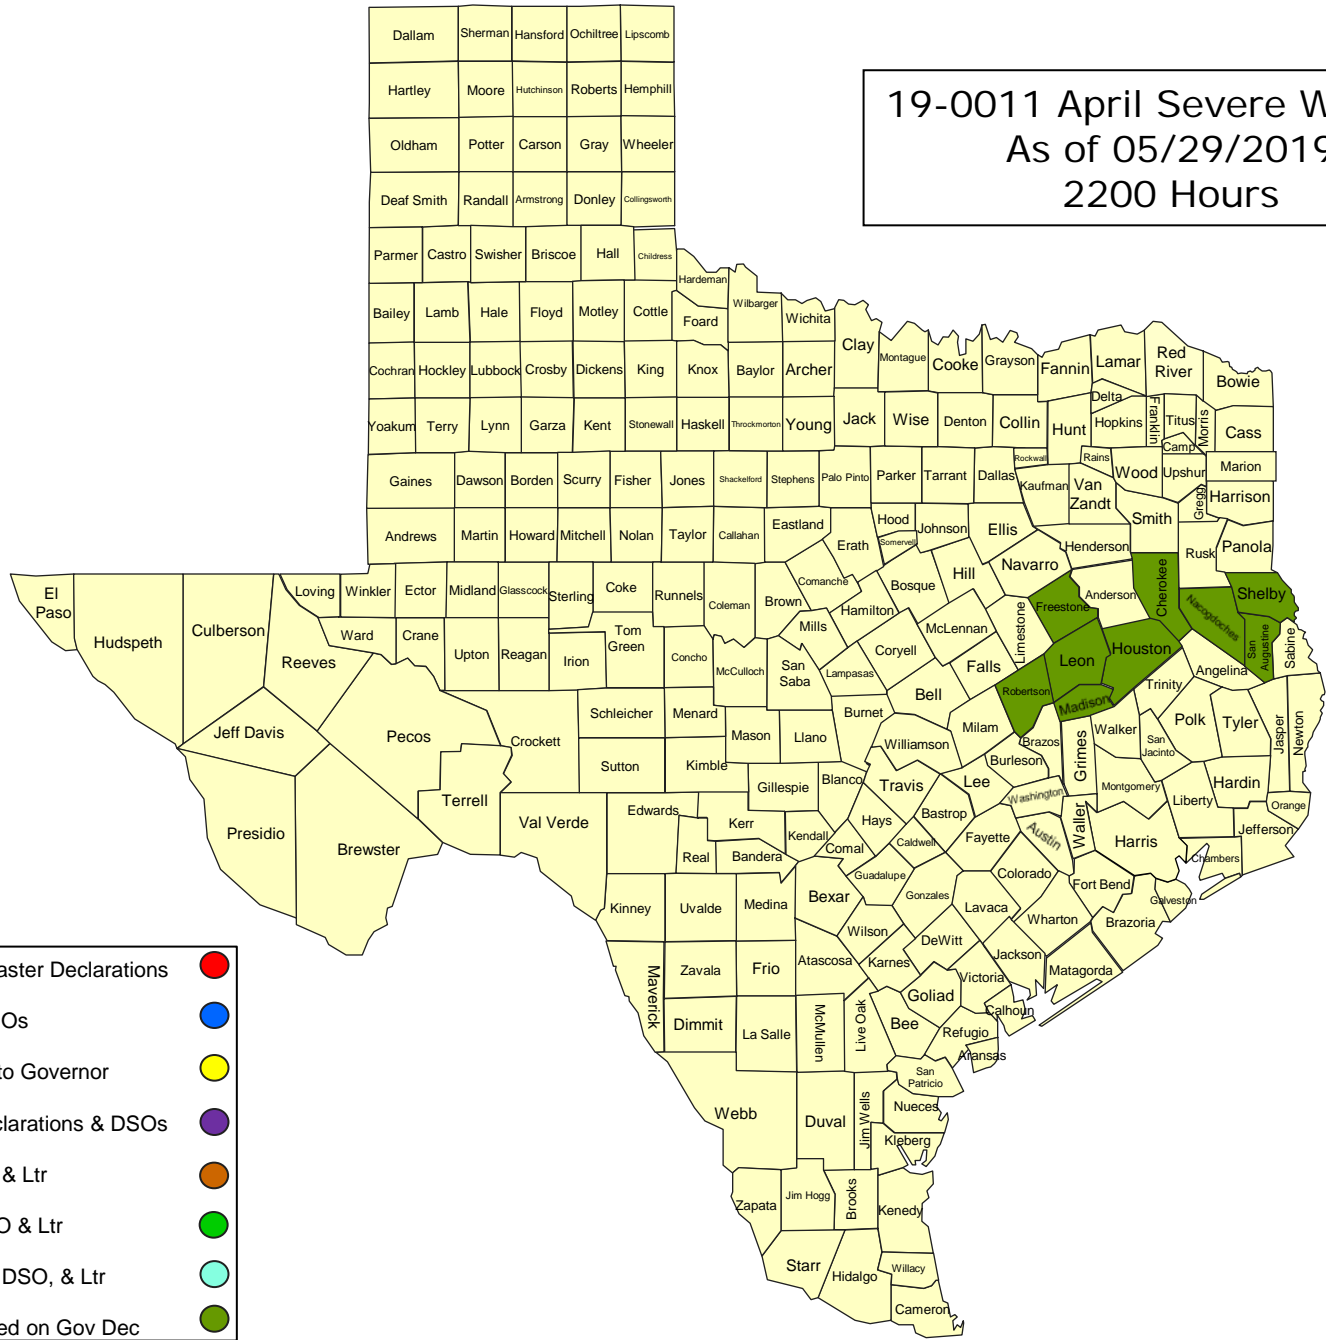 Dallam Sherman Hansford Ochiltree Lipscomb
Hartley Moore Hutchinson Roberts Hemphill
19-0011 April Severe W
As of 05/29/2019
2200 Hours
Oldham Potter Carson Gray Wheeler
Deaf Smith Randall Armstrong Donley Collingsworth
Parmer Castro Swisher Briscoe Hall Childress
Hardeman
Bailey Lamb Hale Floyd Motley Cottle Foard Wilbarger Wichita
Clay Montague Cooke Grayson Fannin Lamar Red
River Bowie
Cochran Hockley Lubbock Crosby Dickens King Knox Baylor Archer
Delta
Yoakum Terry Lynn Garza Kent Stonewall Haskell Throckmorton Young Jack Wise Denton Collin Hunt Hopkins Franklin Titus Morris Cass
Camp
Rockwall Rains Wood Upshur Marion
Gaines Dawson Borden Scurry Fisher Jones Shackelford Stephens Palo Pinto Parker Tarrant Dallas Kaufman Van
Zandt Gregg Harrison
Andrews Martin Howard Mitchell Nolan Taylor Callahan Eastland Erath Hood Somervell Johnson Ellis Henderson Smith Rusk Panola
El
Paso Hudspeth Culberson Loving Winkler Ector Midland Glasscock Sterling Coke Runnels Coleman Brown Comanche Hamilton Bosque Hill Navarro Freestone Anderson Cherokee Nacogdoches Shelby
Reeves Ward Crane Upton Reagan Irion Tom
Green Concho McCulloch San
Saba Mills Lampasas Coryell McLennan Limestone Falls Leon Houston Angelina San
Augustine Sabine
Jeff Davis Pecos Crockett Schleicher Menard Mason Llano Burnet Bell Milam Robertson Madison Trinity Walker San
Jacinto Polk Tyler Jasper Newton
Presidio Brewster Terrell Val Verde Sutton Kimble Gillespie Blanco Williamson Travis Lee Burleson Brazos Grimes Montgomery Liberty Hardin Orange
Edwards Kerr Kendall Hays Bastrop Washington Waller Harris Jefferson
Real Bandera Comal Caldwell Fayette Austin Chambers
Kinney Uvalde Medina Bexar Guadalupe Gonzales Colorado Fort Bend Galveston
Lavaca Wharton Brazoria
Maverick Zavala Frio Atascosa Wilson Karnes DeWitt Jackson Matagorda
Dimmit La Salle McMullen Live Oak Goliad Victoria Calhoun
Bee Refugio Aransas
San
Patricio
Webb Duval Jim Wells Nueces
Kleberg
Zapata Jim Hogg Brooks Kenedy
Starr Hidalgo Willacy
Cameron
aster Declarations
Os
to Governor
clarations & DSOs
& Ltr
O & Ltr
DSO, & Ltr
ed on Gov Dec